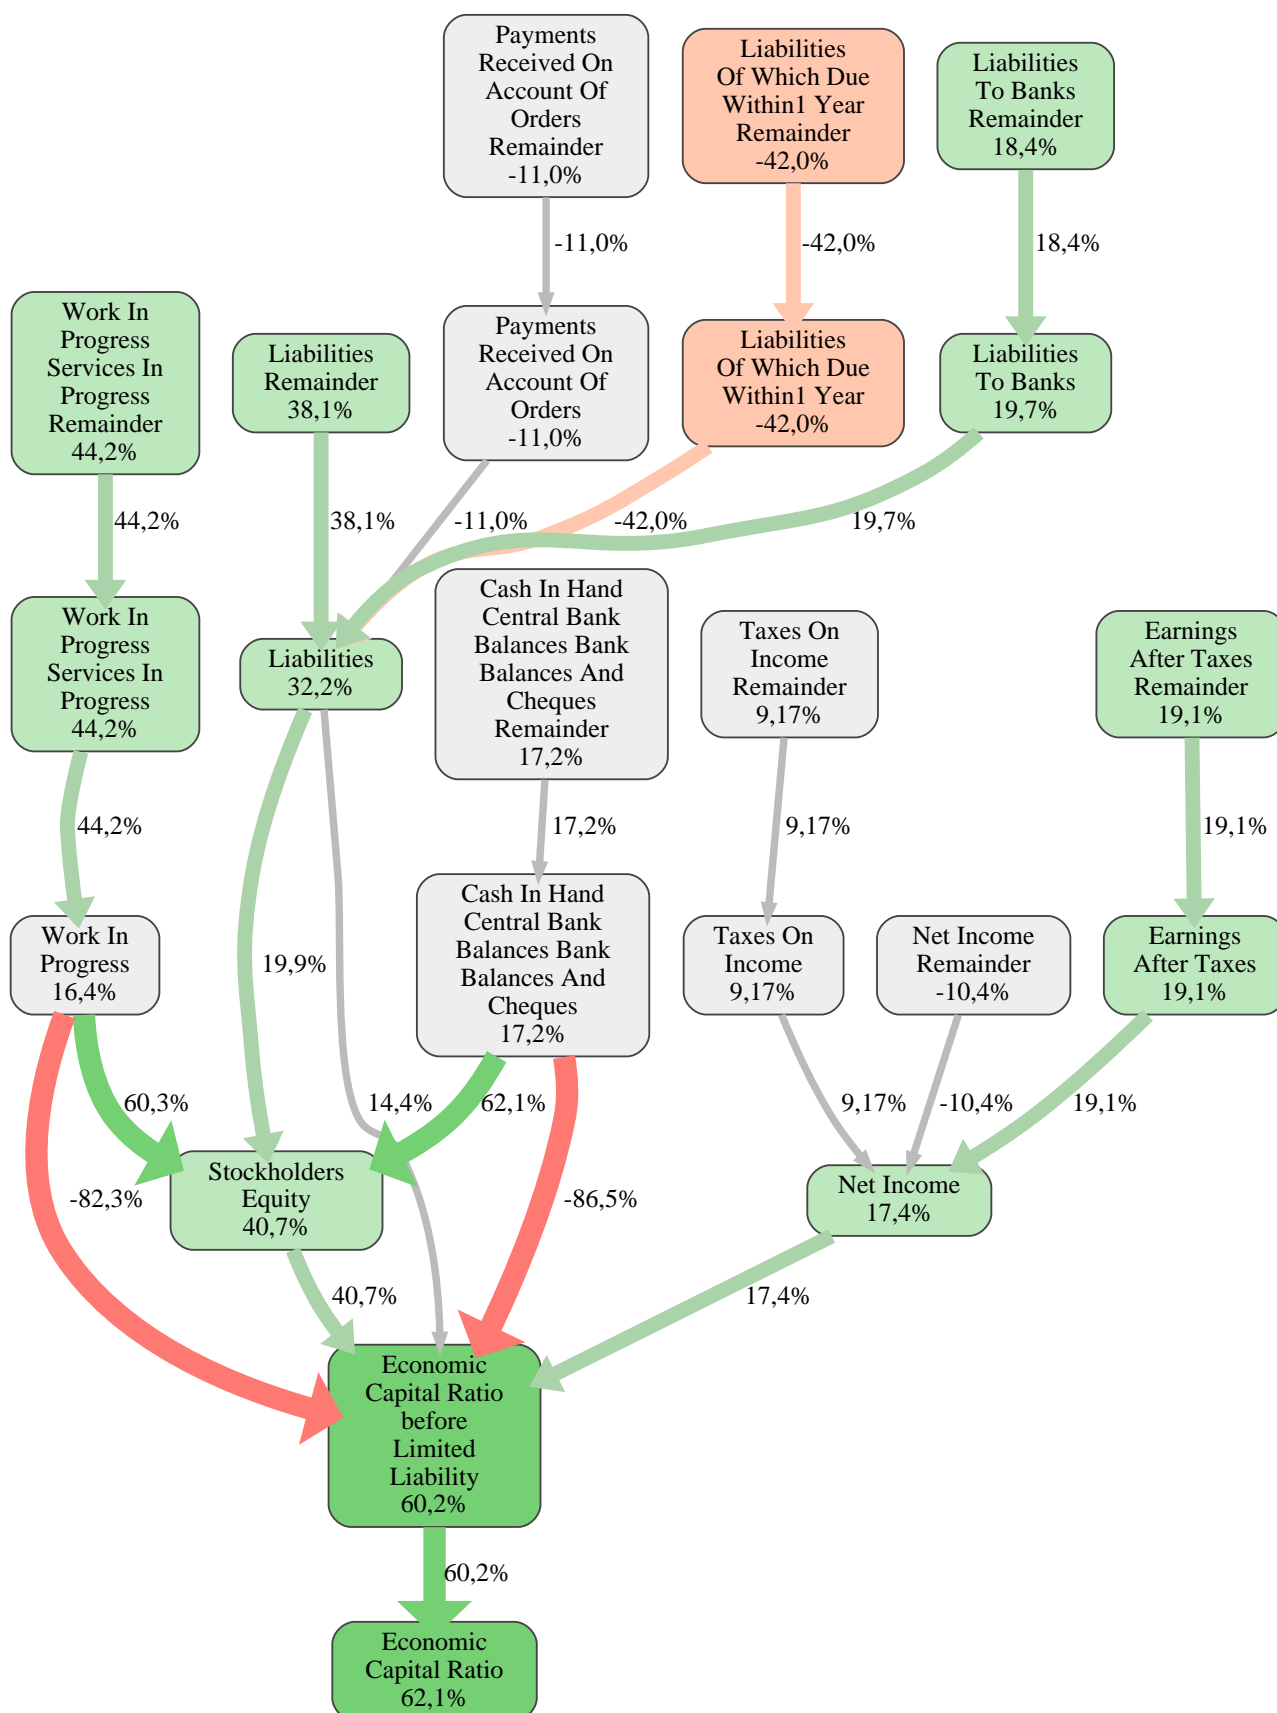 Payments
Received On
Account Of
Orders
Remainder
-11,0%
Liabilities
Of Which Due
Within1 Year
Remainder
-42,0%
Liabilities
To Banks
Remainder
18,4%
-11,0%
-42,0%
18,4%
Work In
Progress
Services In
Progress
Remainder
44,2%
Liabilities
Remainder
38,1%
Payments
Received On
Account Of
Orders
-11,0%
Liabilities
Of Which Due
Within1 Year
-42,0%
Liabilities
To Banks
19,7%
44,2%
38,1%
-11,0%
-42,0%
19,7%
Work In
Progress
Services In
Progress
44,2%
Liabilities
32,2%
Cash In Hand
Central Bank
Balances Bank
Balances And
Cheques
Remainder
17,2%
Taxes On
Income
Remainder
9,17%
Earnings
After Taxes
Remainder
19,1%
44,2%
17,2%
9,17%
19,1%
Work In
Progress
16,4%
19,9%
Cash In Hand
Central Bank
Balances Bank
Balances And
Cheques
17,2%
Taxes On
Income
9,17%
Net Income
Remainder
-10,4%
Earnings
After Taxes
19,1%
60,3%
14,4%
62,1%
9,17%
-10,4%
19,1%
-82,3%
Stockholders
Equity
40,7%
-86,5%
Net Income
17,4%
40,7%
17,4%
Economic
Capital Ratio
before
Limited
Liability
60,2%
60,2%
Economic
Capital Ratio
62,1%